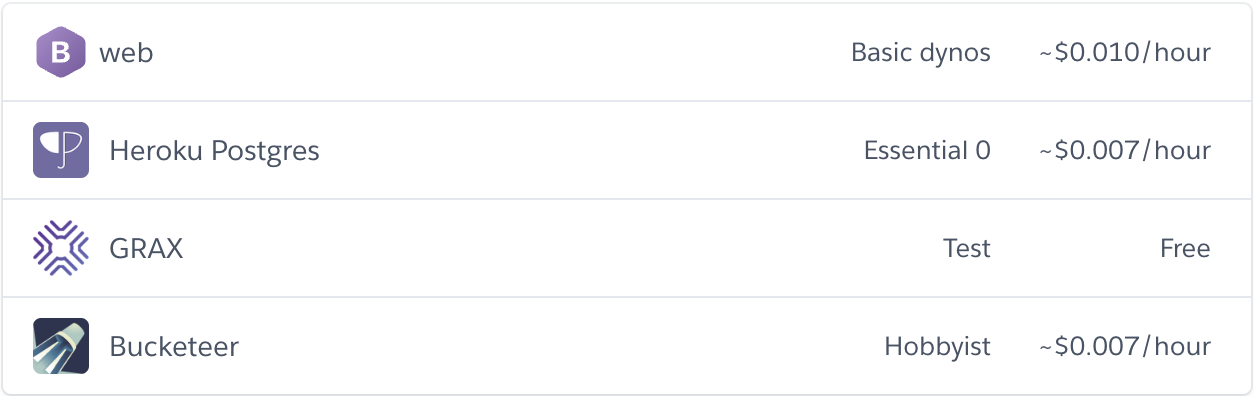 B web Basic dynos ~$0.010/hour
Heroku Postgres Essential 0 ~$0.007/hour
GRAX Test Free
Bucketeer Hobbyist ~$0.007/hour